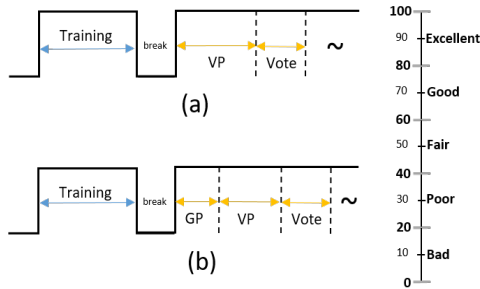 Training
break
VP
Vote
~
(a)
Training
break
GP
VP
Vote
~
(b)
100
90 Excellent
80
70 Good
60
50 Fair
40
30 Poor
20
10 Bad
0